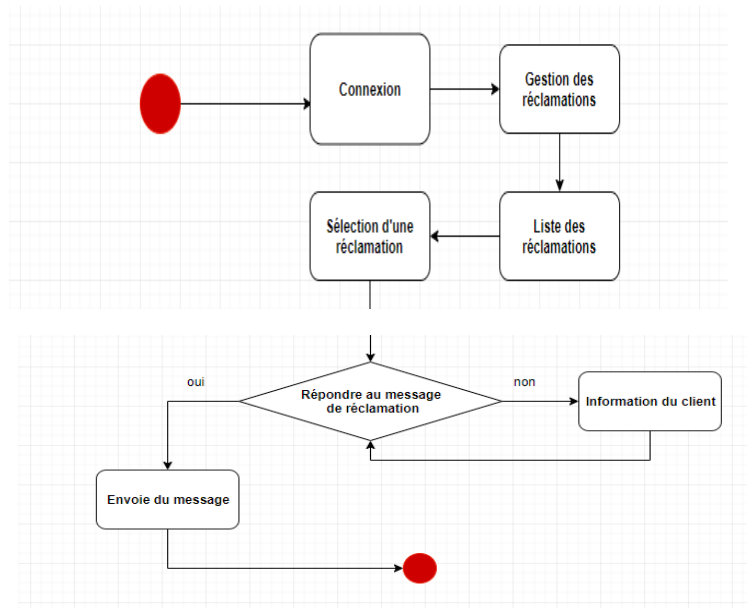 Connexion
Gestion des
réclamations
Sélection d'une
réclamation
Liste des
réclamations
oui
Répondre au message
de réclamation
non
Information du client
Envoie du message